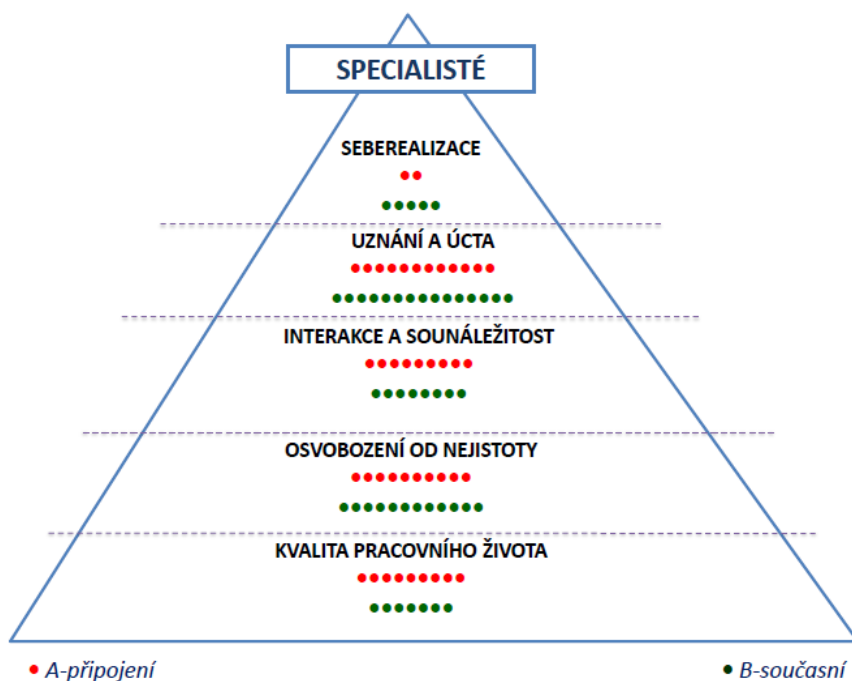 SPECIALISTÉ
SEBEREALIZACE
UZNÁNÍ A ÚCTA
INTERAKCE A SOUNÁLEŽITOST
OSVOBOZENÍ OD NEJISTOTY
KVALITA PRACOVNÍHO ŽIVOTA
A-připojení
B-současní